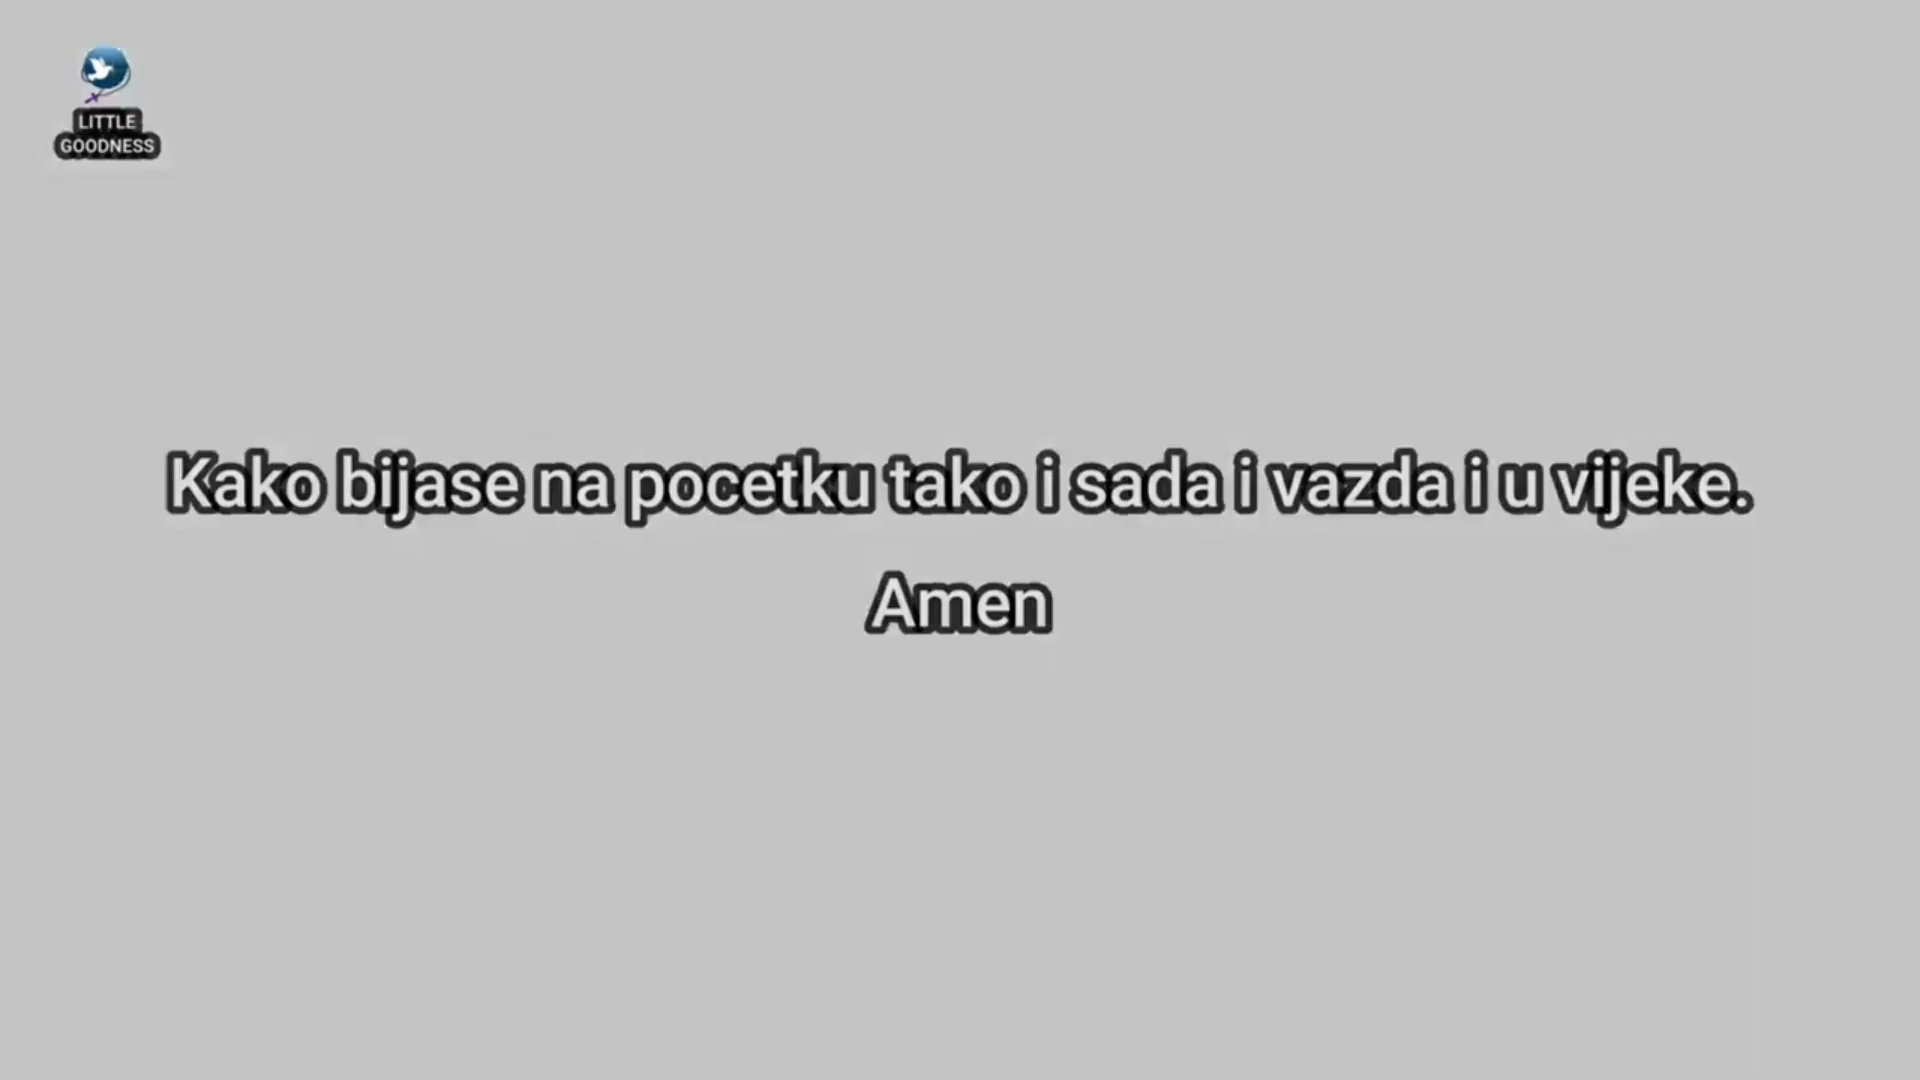 LITTLE
GOODNESS
Kako bijase na pocetku tako i sada i vazda i u vijeke.
Amen